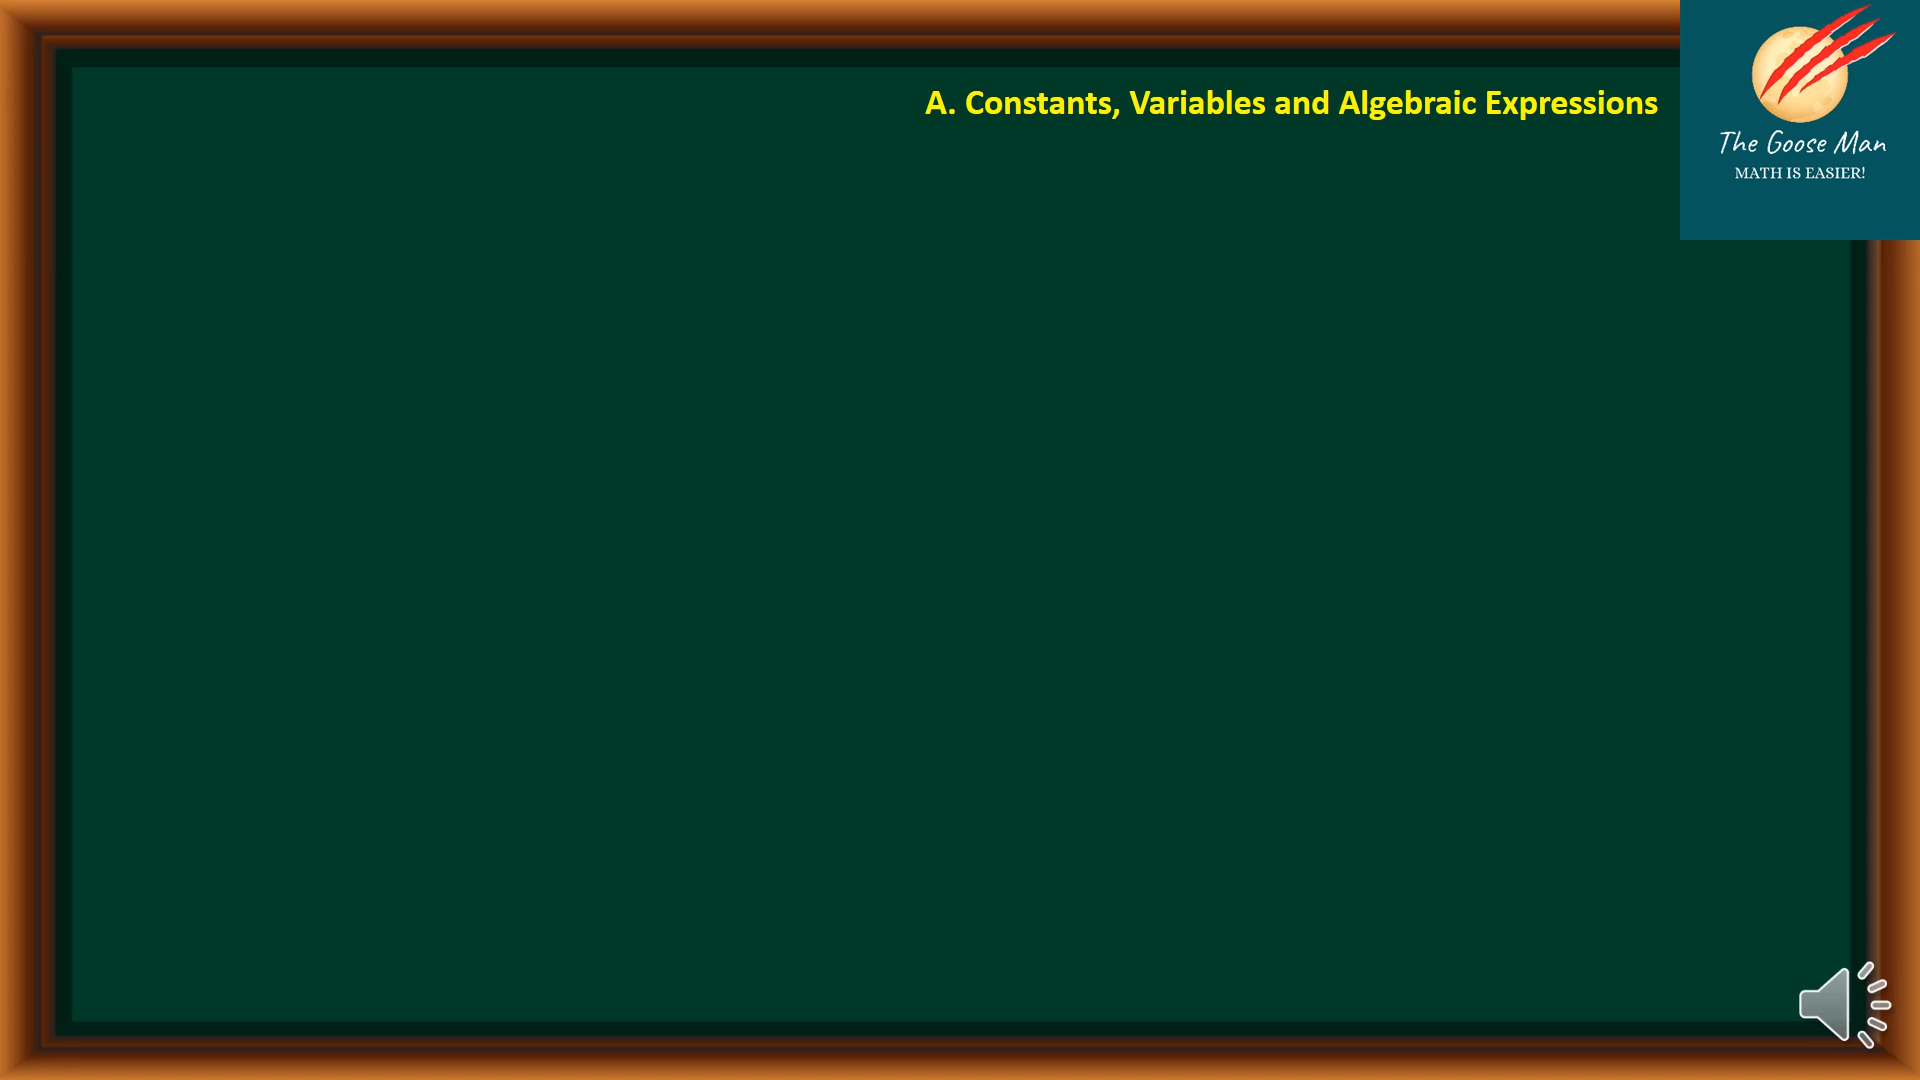 A. Constants, Variables and Algebraic Expressions
The Goose Man
MATH IS EASIER!